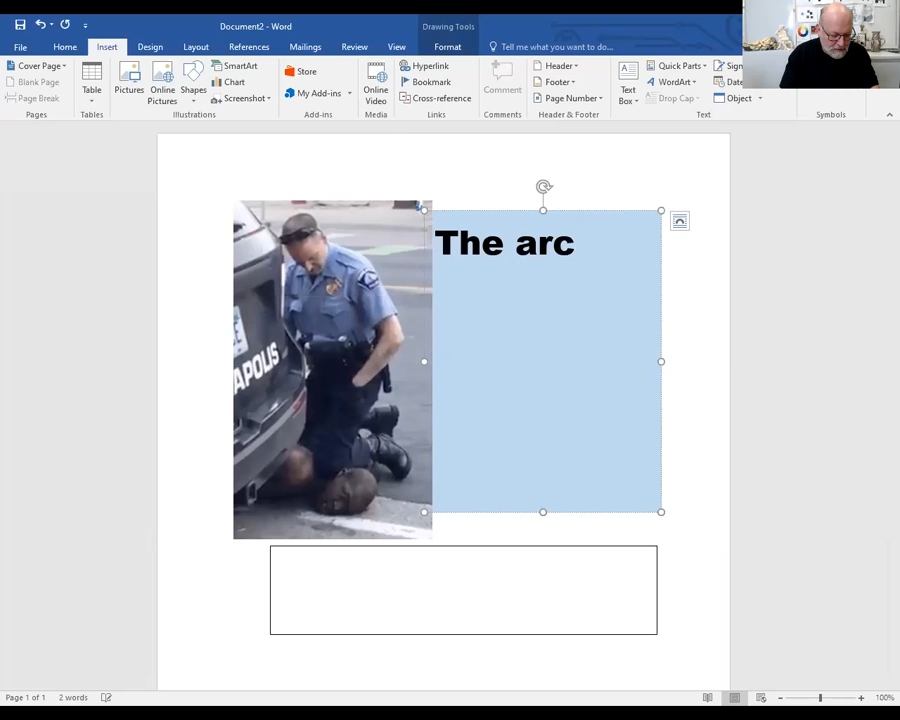 Document2 - Word
Drawing Tools
File
Home
Insert
Design
Layout
References
Mailings
Review
View
Format
Tell me what you want to do...
Cover Page
Blank Page
Page Break
Pages
Table
Tables
Pictures
Online
Pictures
Shapes
SmartArt
Chart
Screenshot
Illustrations
Store
My Add-ins
Add-ins
Online
Video
Media
Hyperlink
Bookmark
Cross-reference
Links
Comment
Comments
Header
Footer
Page Number
Header & Footer
Text
Box
Quick Parts
WordArt
Drop Cap
Object
Text
Symbols
The arc
APOLIS
Page 1 of 1
2 words
100%